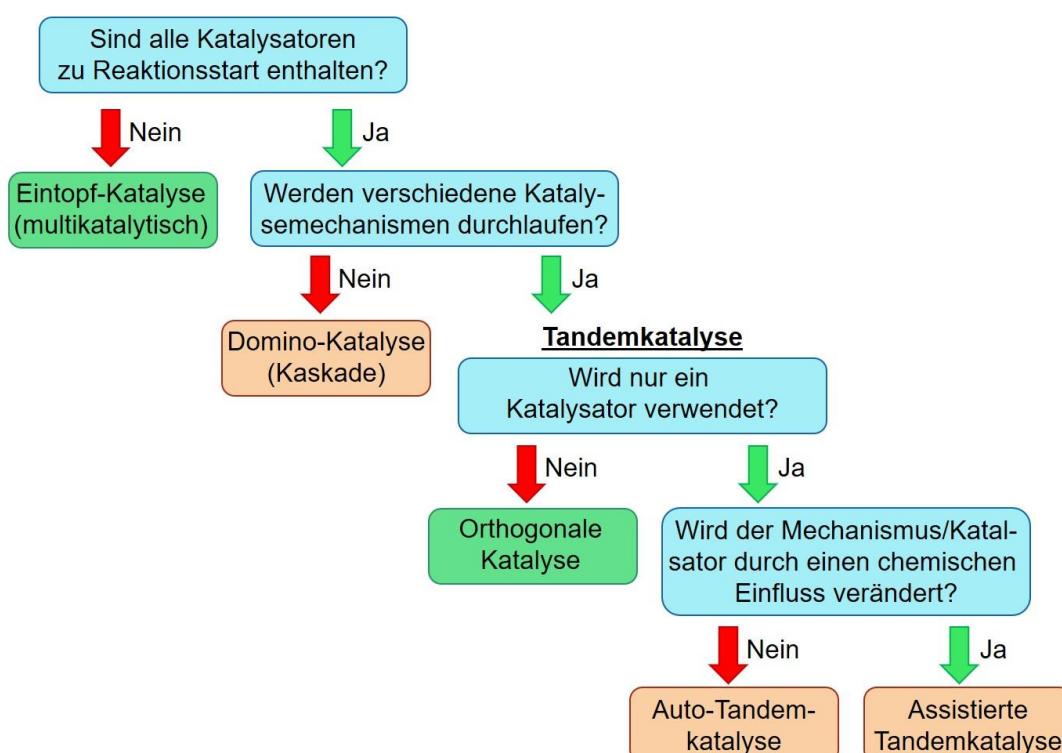 Sind alle Katalysatoren
zu Reaktionsstart enthalten?
Nein
Ja
Eintopf-Katalyse
(multikatalytisch)
Werden verschiedene Kataly-
semechanismen durchlaufen?
Nein
Ja
Domino-Katalyse
(Kaskade)
Tandemkatalyse
Wird nur ein
Katalysator verwendet?
Nein
Ja
Orthogonale
Katalyse
Wird der Mechanismus/Katal-
sator durch einen chemischen
Einfluss verändert?
Nein
Ja
Auto-Tandem-
katalyse
Assistierte
Tandemkatalyse